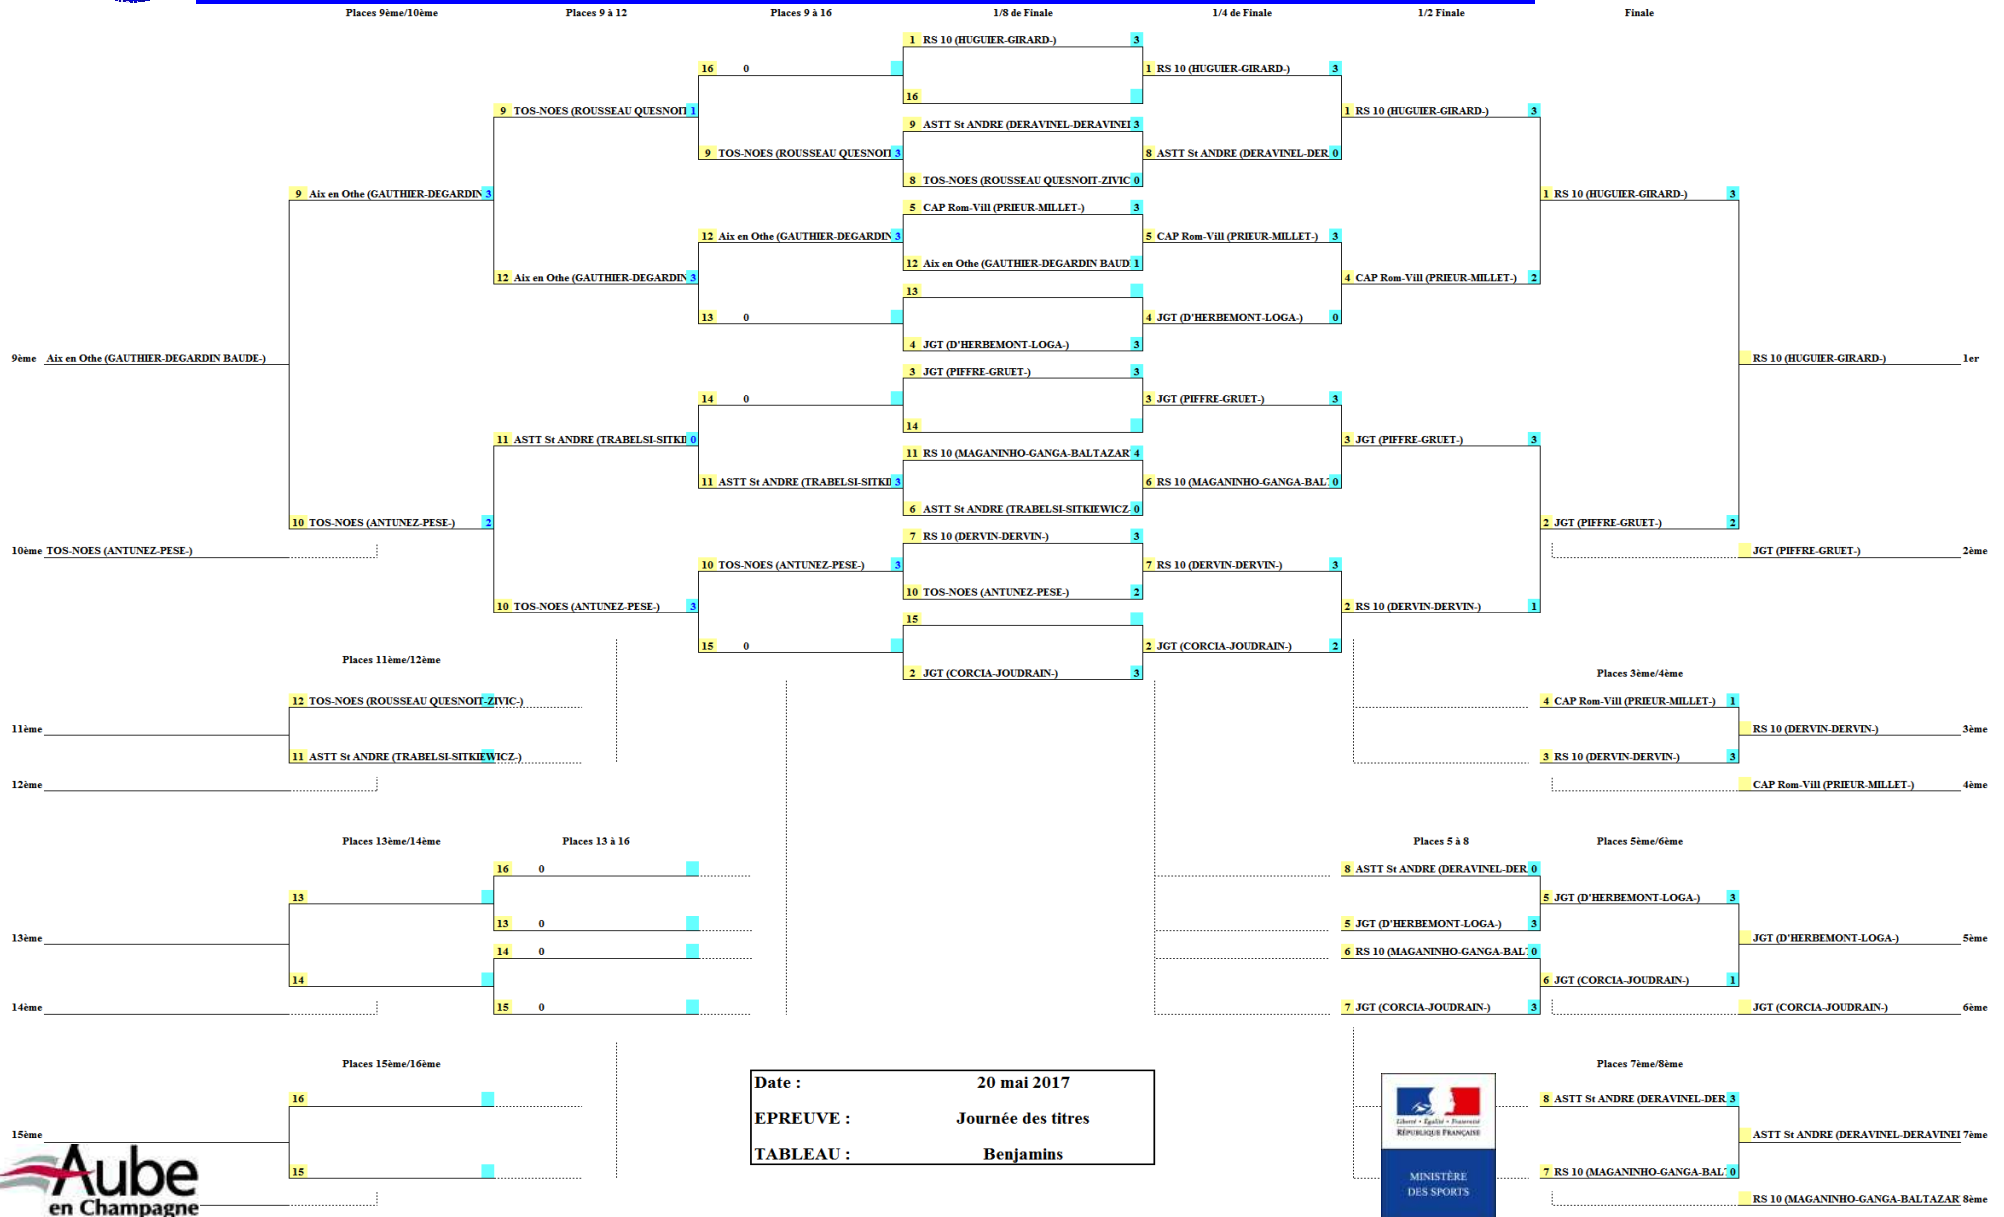 Places 9ème/10ème Places 9 à 12 Places 9 à 16 1/8 de Finale 1/4 de Finale 1/2 Finale Finale
1 RS 10 (HUGUIER-GIRARD-) 3
16 0 1 RS 10 (HUGUIER-GIRARD-) 3
16
9 TOS-NOES (ROUSSEAU QUESNOIT 1 1 RS 10 (HUGUIER-GIRARD-) 3
9 ASTT St ANDRE (DERAVINEL-DERAVINEI 3
9 TOS-NOES (ROUSSEAU QUESNOIT 3 8 ASTT St ANDRE (DERAVINEL-DER 0
8 TOS-NOES (ROUSSEAU QUESNOIT-ZIVIC 0
9 Aix en Othe (GAUTHIER-DEGARDIN 3 1 RS 10 (HUGUIER-GIRARD-) 3
5 CAP Rom-Vill (PRIEUR-MILLET-) 3
12 Aix en Othe (GAUTHIER-DEGARDIN 3 5 CAP Rom-Vill (PRIEUR-MILLET-) 3
12 Aix en Othe (GAUTHIER-DEGARDIN BAUD 1
12 Aix en Othe (GAUTHIER-DEGARDIN 3 4 CAP Rom-Vill (PRIEUR-MILLET-) 2
13
13 0 4 JGT (D'HERBEMONT-LOGA-) 0
4 JGT (D'HERBEMONT-LOGA-) 3
9ème Aix en Othe (GAUTHIER-DEGARDIN BAUDE-) RS 10 (HUGUIER-GIRARD-) 1er
3 JGT (PIFFRE-GRUET-) 3
14 0 3 JGT (PIFFRE-GRUET-) 3
14
11 ASTT St ANDRE (TRABELSI-SITKI 0 3 JGT (PIFFRE-GRUET-) 3
11 RS 10 (MAGANINHO-GANGA-BALTAZAR 4
11 ASTT St ANDRE (TRABELSI-SITKI 3 6 RS 10 (MAGANINHO-GANGA-BAL 0
6 ASTT St ANDRE (TRABELSI-SITKIEWICZ- 0
10 TOS-NOES (ANTUNEZ-PESE-) 2 2 JGT (PIFFRE-GRUET-) 2
7 RS 10 (DERVIN-DERVIN-) 3
10ème TOS-NOES (ANTUNEZ-PESE-) JGT (PIFFRE-GRUET-) 2ème
10 TOS-NOES (ANTUNEZ-PESE-) 3 7 RS 10 (DERVIN-DERVIN-) 3
10 TOS-NOES (ANTUNEZ-PESE-) 2
10 TOS-NOES (ANTUNEZ-PESE-) 3 2 RS 10 (DERVIN-DERVIN-) 1
15
15 0 2 JGT (CORCIA-JOUDRAIN-) 2
Places 11ème/12ème
2 JGT (CORCIA-JOUDRAIN-) 3 Places 3ème/4ème
12 TOS-NOES (ROUSSEAU QUESNOIT-ZIVIC-) 4 CAP Rom-Vill (PRIEUR-MILLET-) 1
11ème RS 10 (DERVIN-DERVIN-) 3ème
11 ASTT St ANDRE (TRABELSI-SITKIEWICZ-) 3 RS 10 (DERVIN-DERVIN-) 3
12ème CAP Rom-Vill (PRIEUR-MILLET-) 4ème
Places 13ème/14ème Places 13 à 16 Places 5 à 8 Places 5ème/6ème
16 0 8 ASTT St ANDRE (DERAVINEL-DER 0
13 5 JGT (D'HERBEMONT-LOGA-) 3
13 0 5 JGT (D'HERBEMONT-LOGA-) 3
13ème JGT (D'HERBEMONT-LOGA-) 5ème
14 0 6 RS 10 (MAGANINHO-GANGA-BAL 0
14 6 JGT (CORCIA-JOUDRAIN-) 1
14ème 15 0 7 JGT (CORCIA-JOUDRAIN-) 3 JGT (CORCIA-JOUDRAIN-) 6ème
Places 15ème/16ème Places 7ème/8ème
Date : 20 mai 2017
16 8 ASTT St ANDRE (DERAVINEL-DER 3
EPREUVE : Journée des titres
Liberté • Égalité • Fraternité
RÉPUBLIQUE FRANÇAISE
15ème ASTT St ANDRE (DERAVINEL-DERAVINEI 7ème
TABLEAU : Benjamins
15 7 RS 10 (MAGANINHO-GANGA-BAL 0
MINISTÈRE
DES SPORTS
RS 10 (MAGANINHO-GANGA-BALTAZAR 8ème
Aube
en Champagne